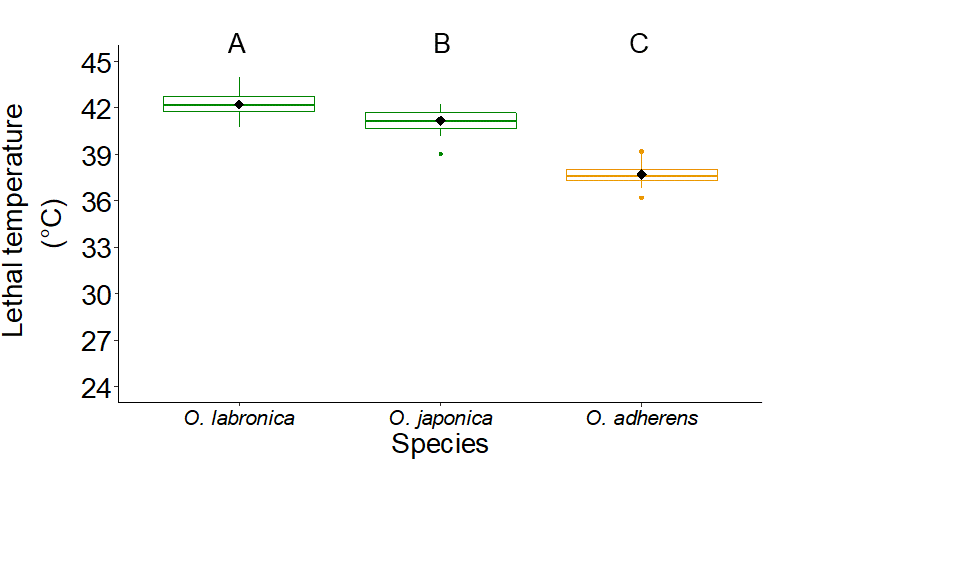 A B C
45
42
39
36
33
30
27
24
Lethal temperature
(°C)
O. labronica O. japonica O. adherens
Species